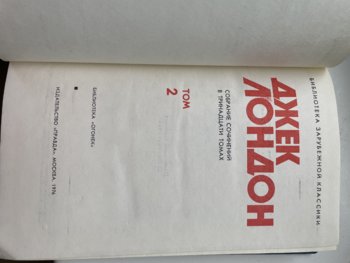 БИБЛИОТЕКА ЗАРУБЕЖНОЙ КЛАССИКИ
ДЖЕК
ЛОНДОН
СОБРАНИЕ СОЧИНЕНИЙ
В ТРИНАДЦАТИ ТОМАХ
ТОМ
2
БИБЛИОТЕКА «ОГОНЕК»
ИЗДАТЕЛЬСТВО «ПРАВДА». МОСКВА. 1976